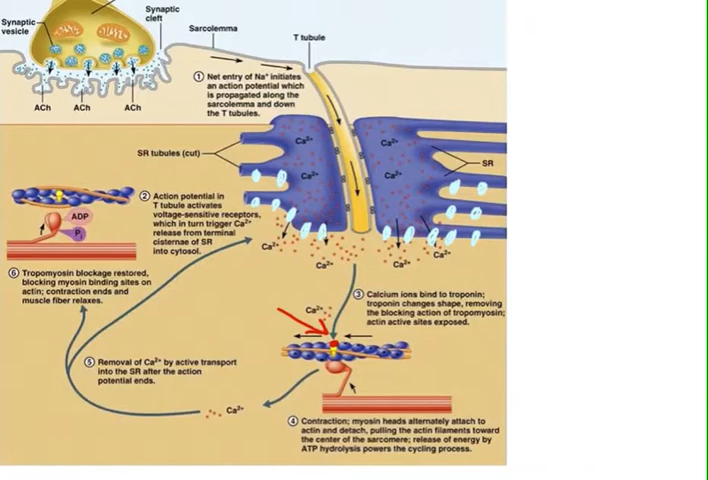 Synaptic
vesicle
Synaptic
cleft
Sarcolemma
T tubule
ACh
ACh
ACh
① Net entry of Na⁺ initiates
an action potential which
is propagated along the
sarcolemma and down
the T tubules.
SR tubules (cut)
Ca²⁺
Ca²⁺
Ca²⁺
Ca²⁺
SR
② Action potential in
T tubule activates
voltage-sensitive receptors,
which in turn trigger Ca²⁺
release from terminal
cisternae of SR
into cytosol.
ADP
Pᵢ
Ca²⁺
Ca²⁺
Ca²⁺
Ca²⁺
⑥ Tropomyosin blockage restored,
blocking myosin binding sites on
actin; contraction ends and
muscle fiber relaxes.
③ Calcium ions bind to troponin;
troponin changes shape, removing
the blocking action of tropomyosin;
actin active sites exposed.
Ca²⁺
⑤ Removal of Ca²⁺ by active transport
into the SR after the action
potential ends.
Ca²⁺
④ Contraction; myosin heads alternately attach to
actin and detach, pulling the actin filaments toward
the center of the sarcomere; release of energy by
ATP hydrolysis powers the cycling process.